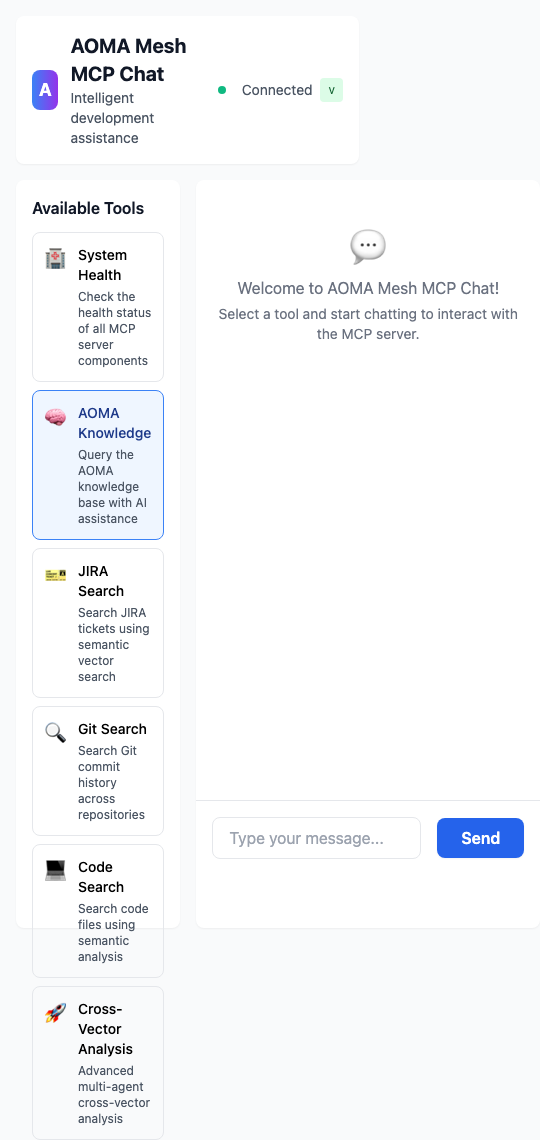 A
AOMA Mesh
MCP Chat
Intelligent
development
assistance
Connected
v
Available Tools
System
Health
Check the
health status
of all MCP
server
components
AOMA
Knowledge
Query the
AOMA
knowledge
base with AI
assistance
JIRA
Search
Search JIRA
tickets using
semantic
vector
search
Git Search
Search Git
commit
history
across
repositories
Code
Search
Search code
files using
semantic
analysis
Cross-
Vector
Analysis
Advanced
multi-agent
cross-vector
analysis
Welcome to AOMA Mesh MCP Chat!
Select a tool and start chatting to interact with
the MCP server.
Type your message...
Send